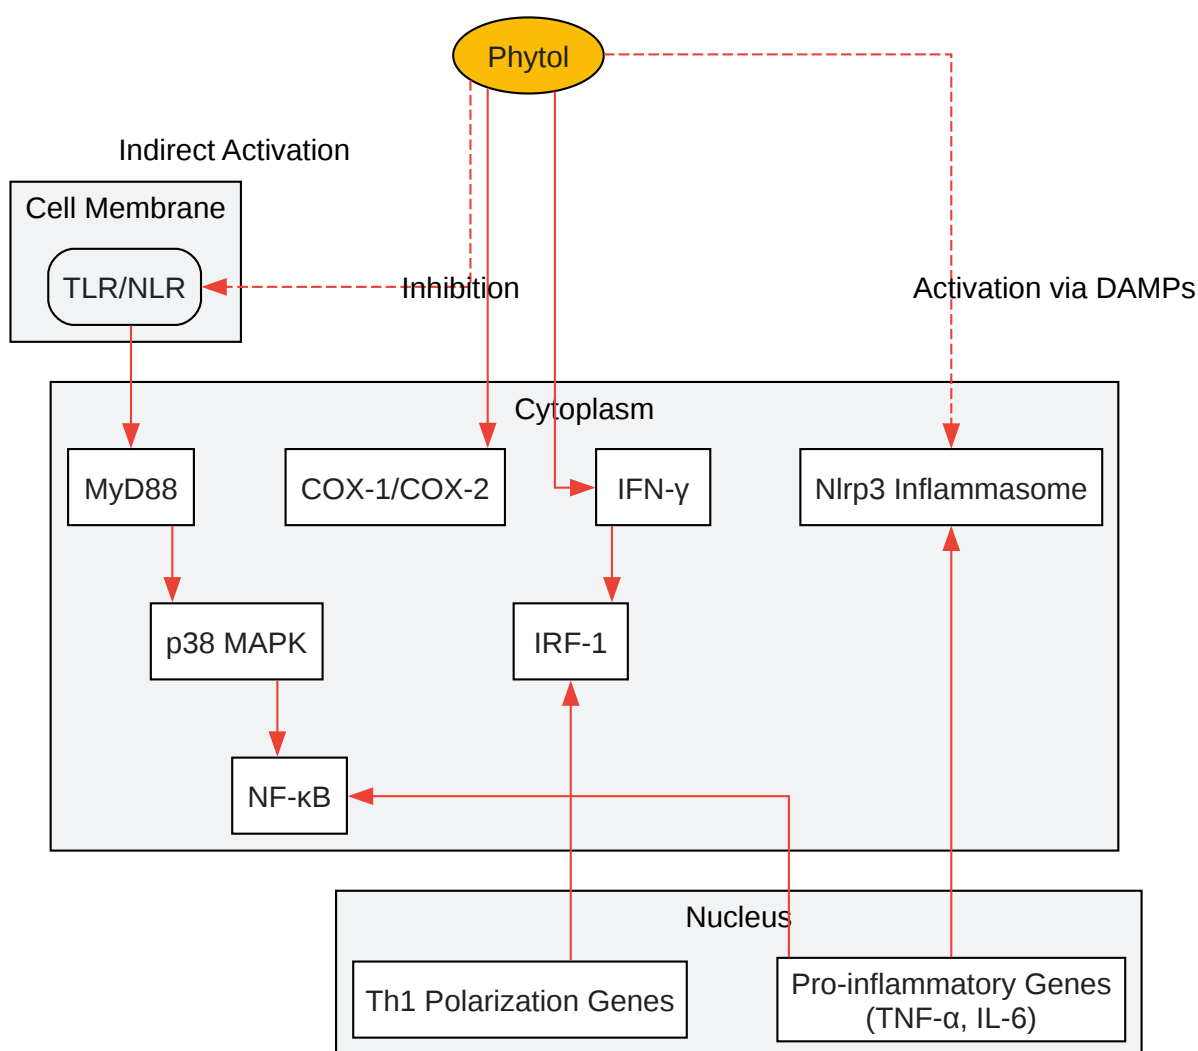 Phytol
Indirect Activation
Cell Membrane
TLR/NLR
Inhibition
Activation via DAMPs
Cytoplasm
MyD88
COX-1/COX-2
IFN-γ
Nlrp3 Inflammasome
p38 MAPK
IRF-1
NF-κB
Nucleus
Th1 Polarization Genes
Pro-inflammatory Genes
(TNF-α, IL-6)